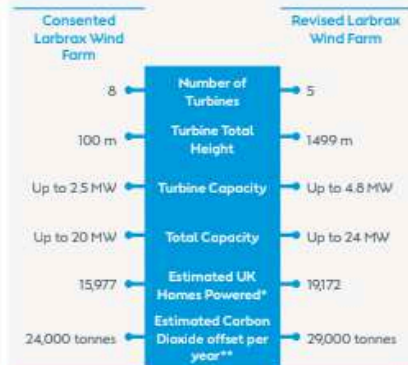 Consented
Larbrax Wind
Farm
Revised Larbrax
Wind Farm
8
Number of
Turbines
5
100 m
Turbine Total
Height
149.9 m
Up to 2.5 MW
Turbine Capacity
Up to 4.8 MW
Up to 20 MW
Total Capacity
Up to 24 MW
15,977
Estimated UK
Homes Powered*
19,172
24,000 tonnes
Estimated Carbon
Dioxide offset per
year**
29,000 tonnes